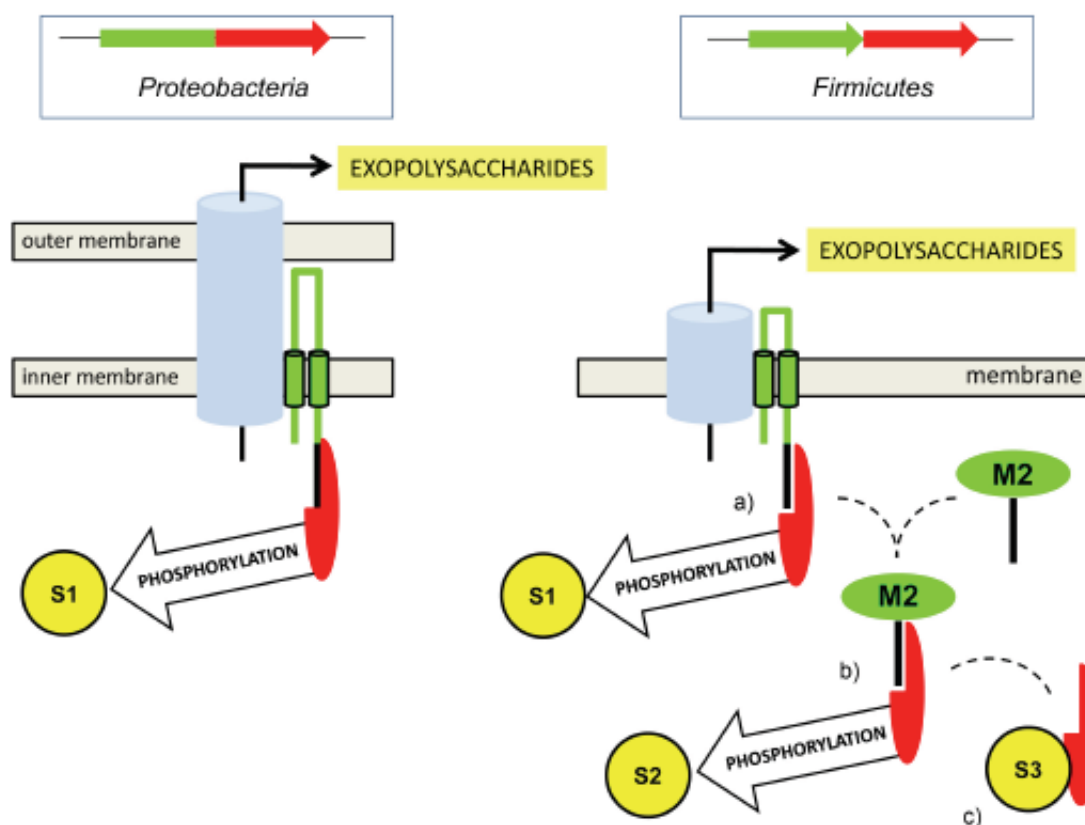 Proteobacteria
Firmicutes
EXOPOLYSACCHARIDES
outer membrane
EXOPOLYSACCHARIDES
inner membrane
membrane
M2
a)
PHOSPHORYLATION
S1
PHOSPHORYLATION
S1
M2
b)
PHOSPHORYLATION
S2
S3
c)